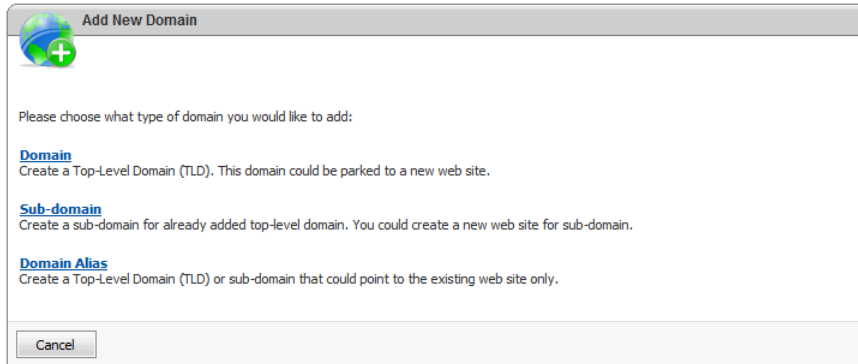 Add New Domain
Please choose what type of domain you would like to add:
Domain
Create a Top-Level Domain (TLD). This domain could be parked to a new web site.
Sub-domain
Create a sub-domain for already added top-level domain. You could create a new web site for sub-domain.
Domain Alias
Create a Top-Level Domain (TLD) or sub-domain that could point to the existing web site only.
Cancel